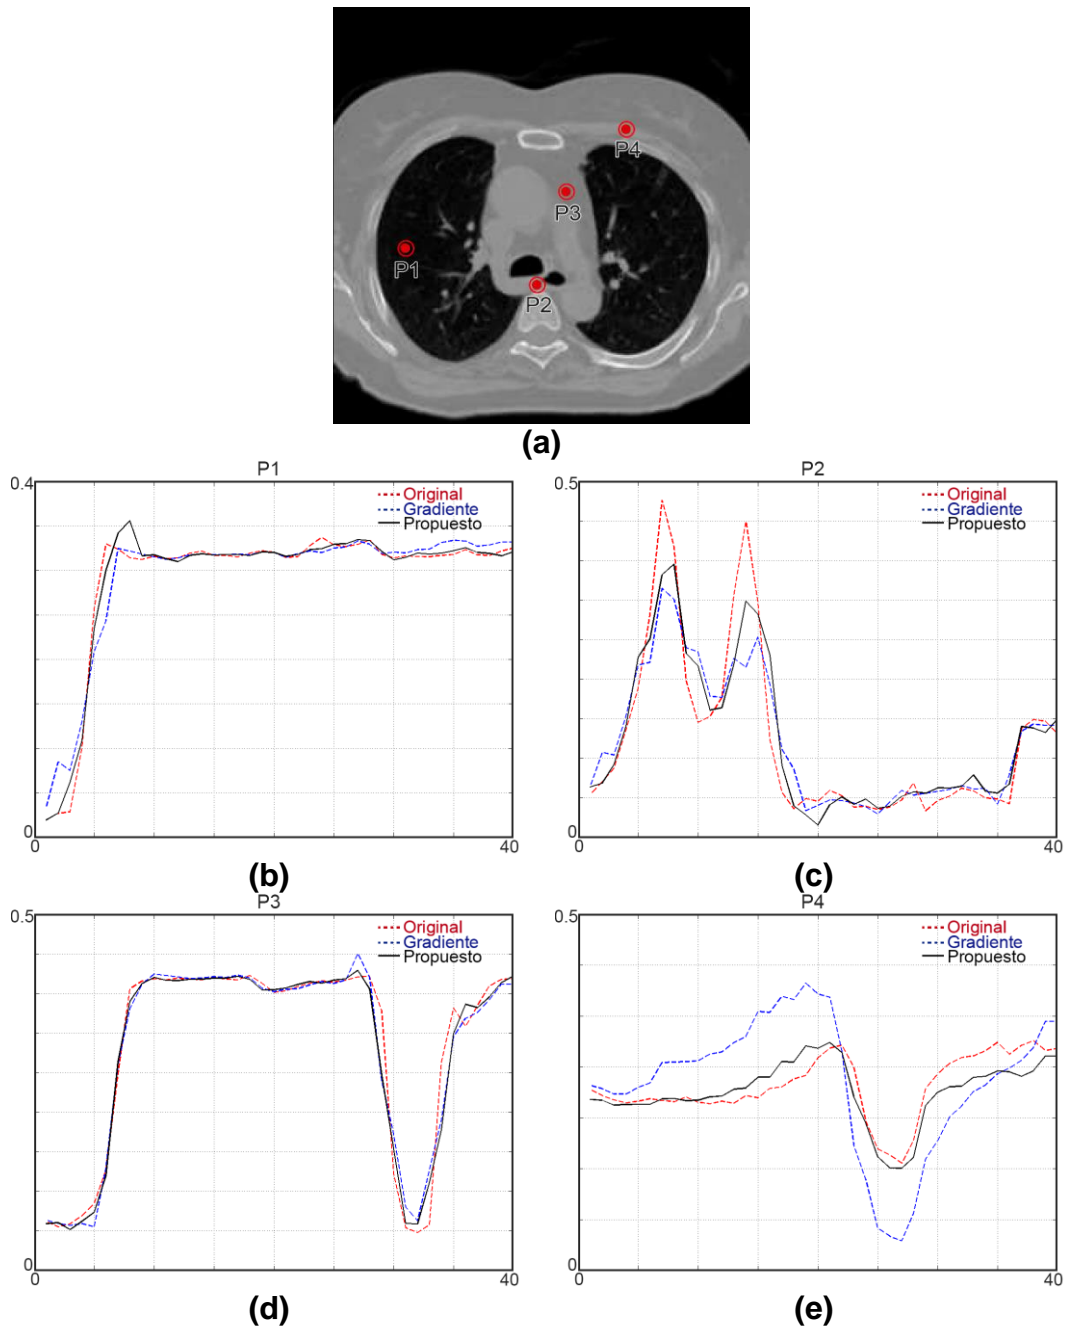 P4
P3
P1
P2
(a)
P1
0.4
Original
Gradiente
Propuesto
0
0
40
(b)
P2
0.5
Original
Gradiente
Propuesto
0
0
40
(c)
P3
0.5
Original
Gradiente
Propuesto
0
0
40
(d)
P4
0.5
Original
Gradiente
Propuesto
0
0
40
(e)